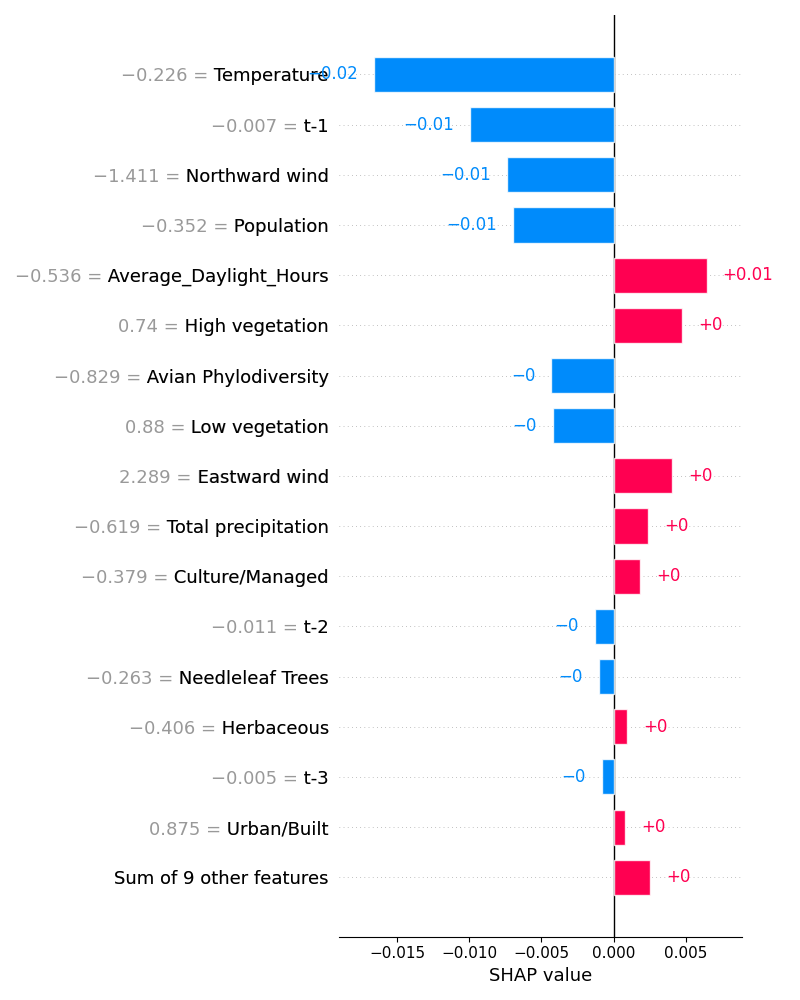 −0.226 = Temperature −0.02
−0.007 = t-1 −0.01
−1.411 = Northward wind −0.01
−0.352 = Population −0.01
−0.536 = Average_Daylight_Hours +0.01
0.74 = High vegetation +0
−0.829 = Avian Phylodiversity −0
0.88 = Low vegetation −0
2.289 = Eastward wind +0
−0.619 = Total precipitation +0
−0.379 = Culture/Managed +0
−0.011 = t-2 −0
−0.263 = Needleleaf Trees −0
−0.406 = Herbaceous +0
−0.005 = t-3 −0
0.875 = Urban/Built +0
Sum of 9 other features +0
−0.015 −0.010 −0.005 0.000 0.005
SHAP value